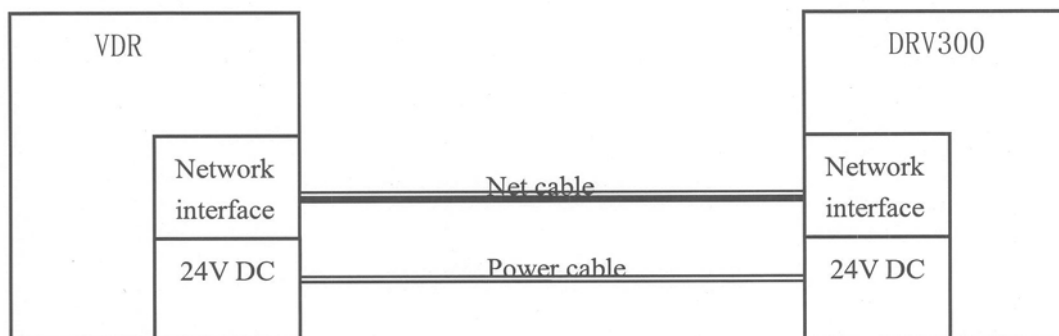 VDR
DRV300
Network
interface
Net cable
Network
interface
24V DC
Power cable
24V DC